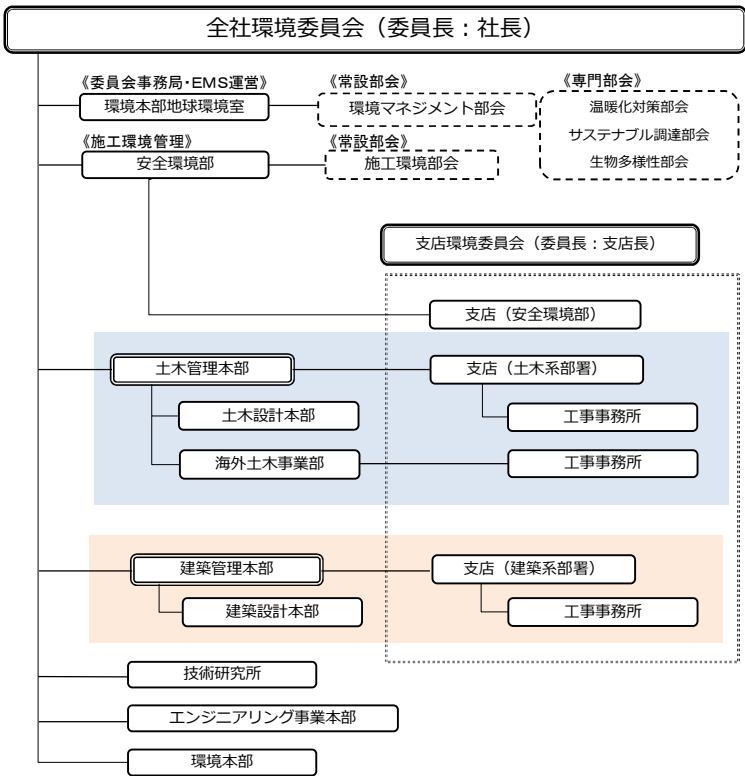 全社環境委員会（委員長：社長）
《委員会事務局・EMS運営》
環境本部地球環境室
《常設部会》
環境マネジメント部会
《専門部会》
温暖化対策部会
サステナブル調達部会
生物多様性部会
《施工環境管理》
安全環境部
《常設部会》
施工環境部会
支店環境委員会（委員長：支店長）
支店（安全環境部）
土木管理本部
支店（土木系部署）
土木設計本部
工事事務所
海外土木事業部
工事事務所
建築管理本部
支店（建築系部署）
建築設計本部
工事事務所
技術研究所
エンジニアリング事業本部
環境本部